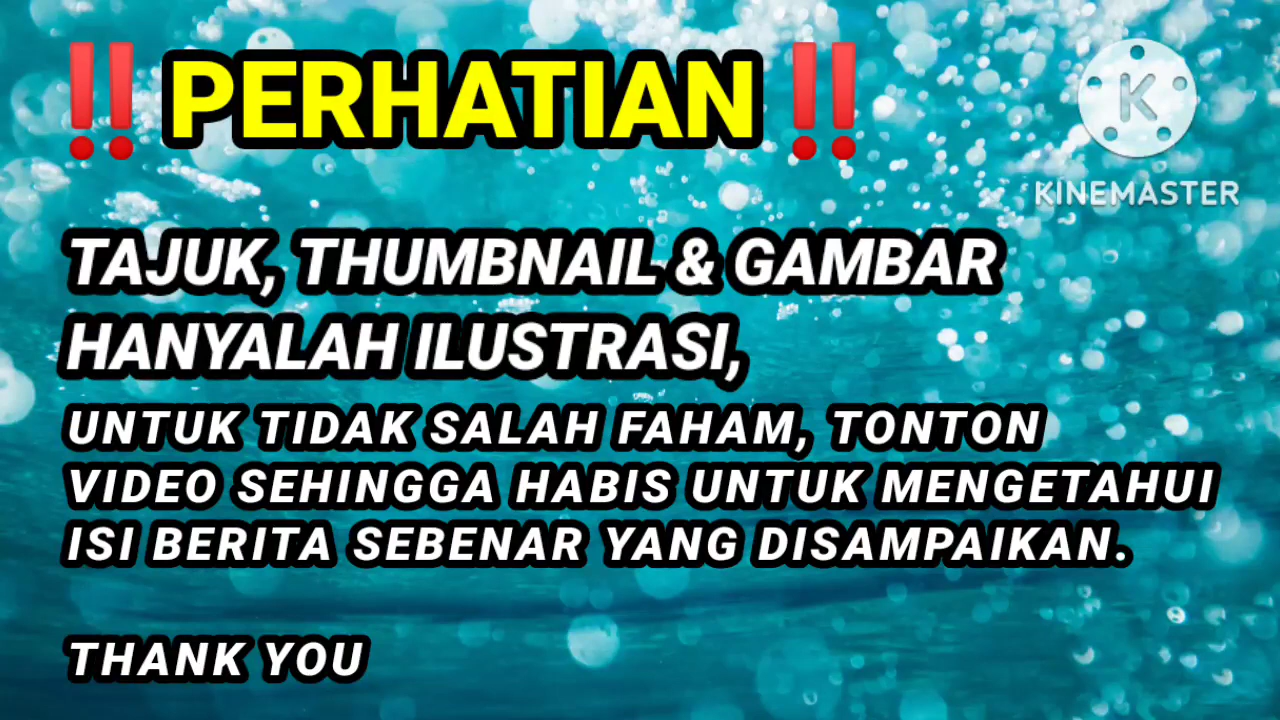 ‼PERHATIAN‼
K
KINEMASTER
TAJUK, THUMBNAIL & GAMBAR
HANYALAH ILUSTRASI,
UNTUK TIDAK SALAH FAHAM, TONTON
VIDEO SEHINGGA HABIS UNTUK MENGETAHUI
ISI BERITA SEBENAR YANG DISAMPAIKAN.
THANK YOU